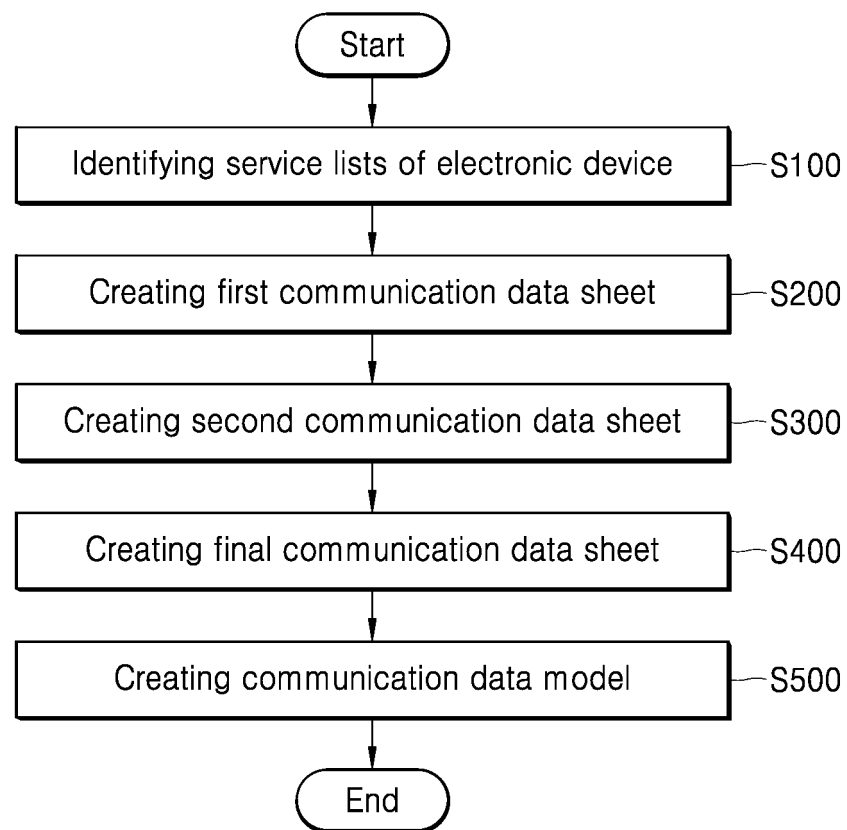 Start
Identifying service lists of electronic device S100
Creating first communication data sheet S200
Creating second communication data sheet S300
Creating final communication data sheet S400
Creating communication data model S500
End